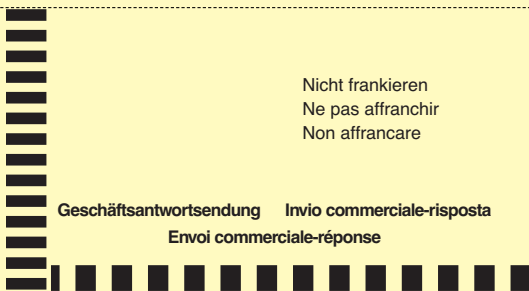 Nicht frankieren
Ne pas affranchir
Non affrancare
Geschäftsantwortsendung Invio commerciale-risposta
Envoi commerciale-réponse